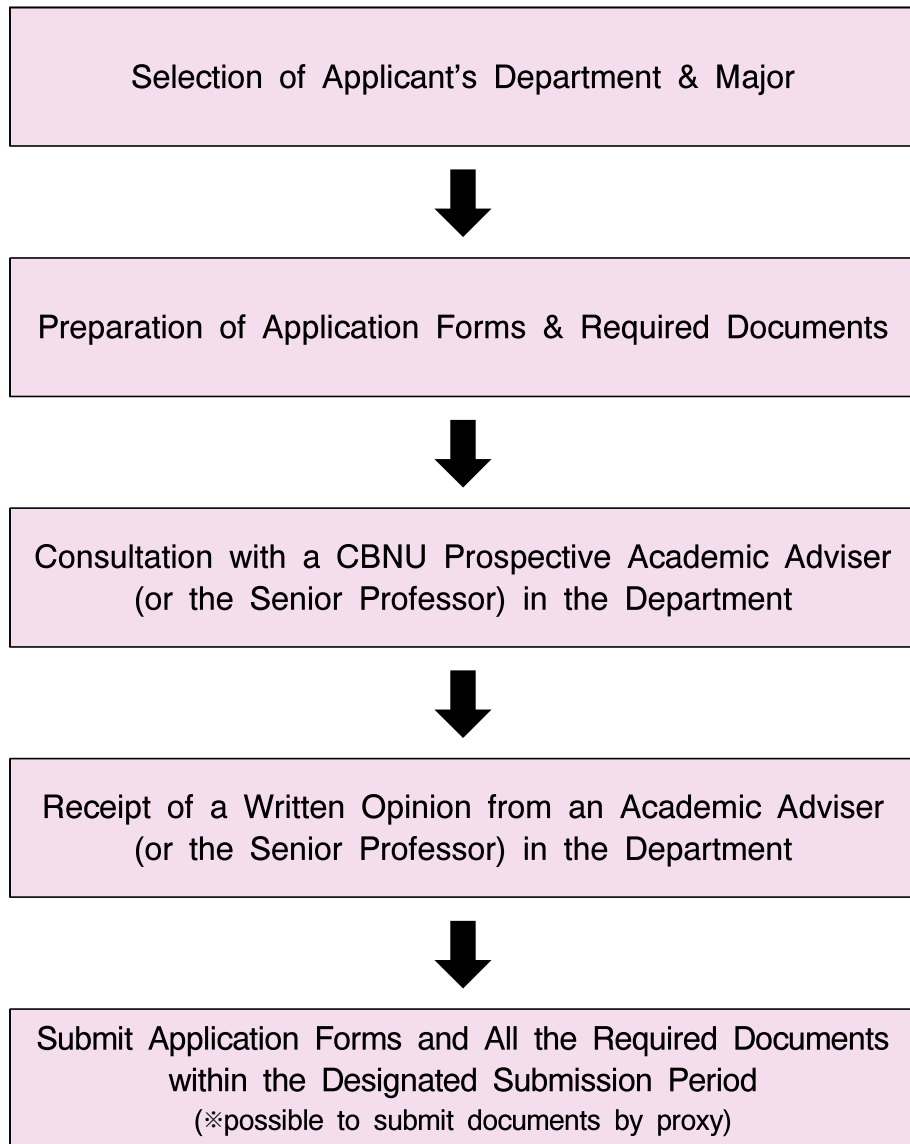 Selection of Applicant's Department & Major
Preparation of Application Forms & Required Documents
Consultation with a CBNU Prospective Academic Adviser
(or the Senior Professor) in the Department
Receipt of a Written Opinion from an Academic Adviser
(or the Senior Professor) in the Department
Submit Application Forms and All the Required Documents
within the Designated Submission Period
(※possible to submit documents by proxy)